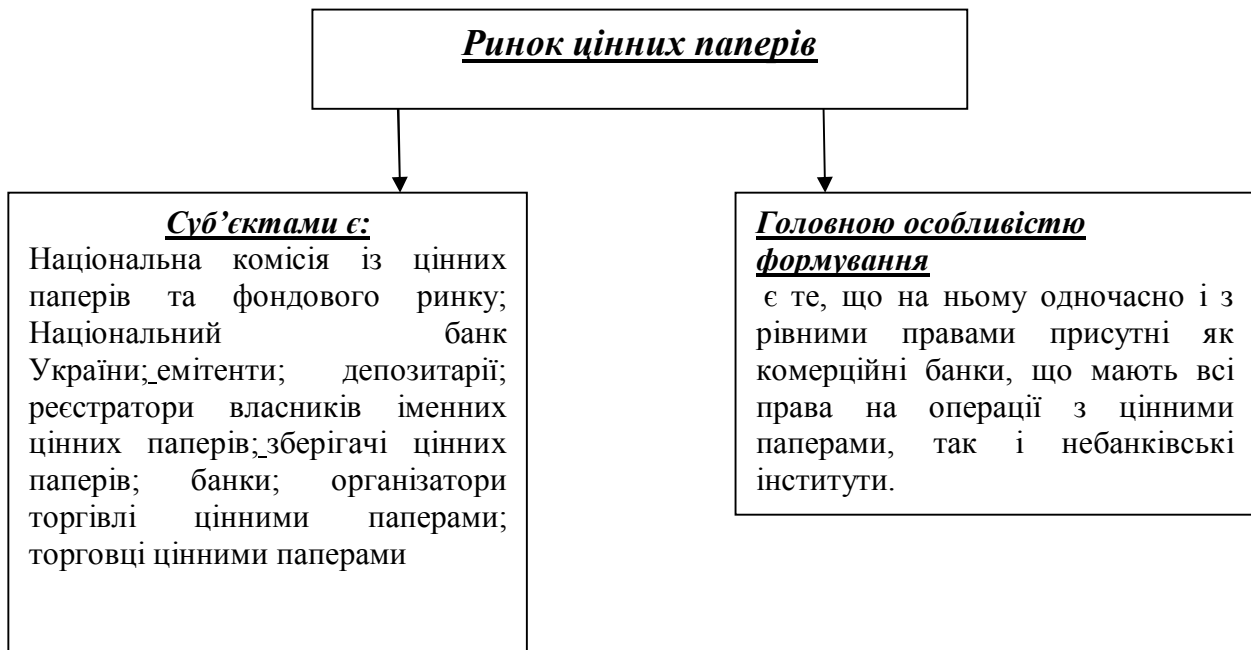 Ринок цінних паперів
Суб’єктами є:
Національна комісія із цінних
паперів та фондового ринку;
Національний банк
України; емітенти; депозитарії;
реєстратори власників іменних
цінних паперів; зберігачі цінних
паперів; банки; організатори
торгівлі цінними паперами;
торговці цінними паперами
Головною особливістю
формування
є те, що на ньому одночасно і з
рівними правами присутні як
комерційні банки, що мають всі
права на операції з цінними
паперами, так і небанківські
інститути.